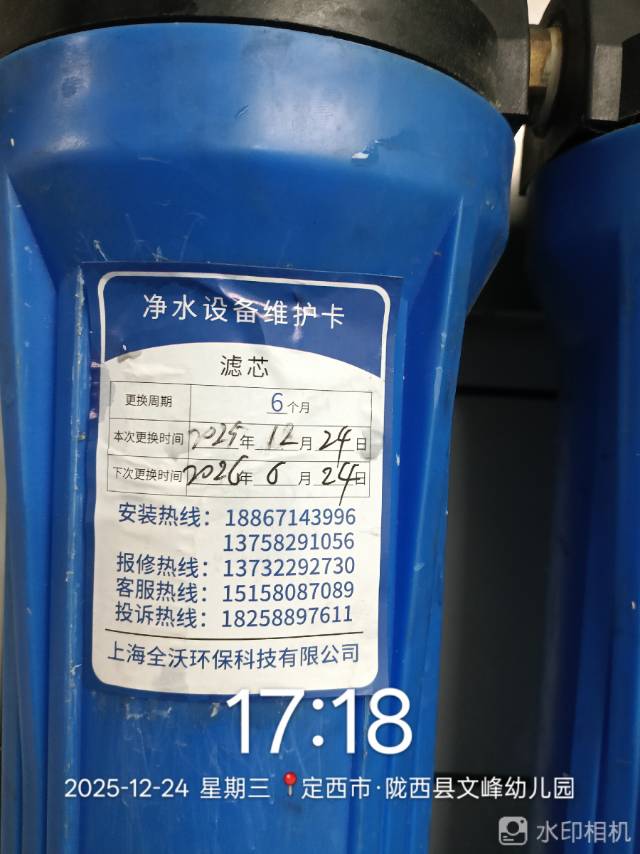 净水设备维护卡
滤芯
更换周期 6个月
本次更换时间 2025年 12月 24日
下次更换时间 2026年 6月 24日
安装热线：18867143996
13758291056
报修热线：13732292730
客服热线：15158087089
投诉热线：18258897611
上海全沃环保科技有限公司
17:18
2025-12-24 星期三 定西市·陇西县文峰幼儿园
水印相机